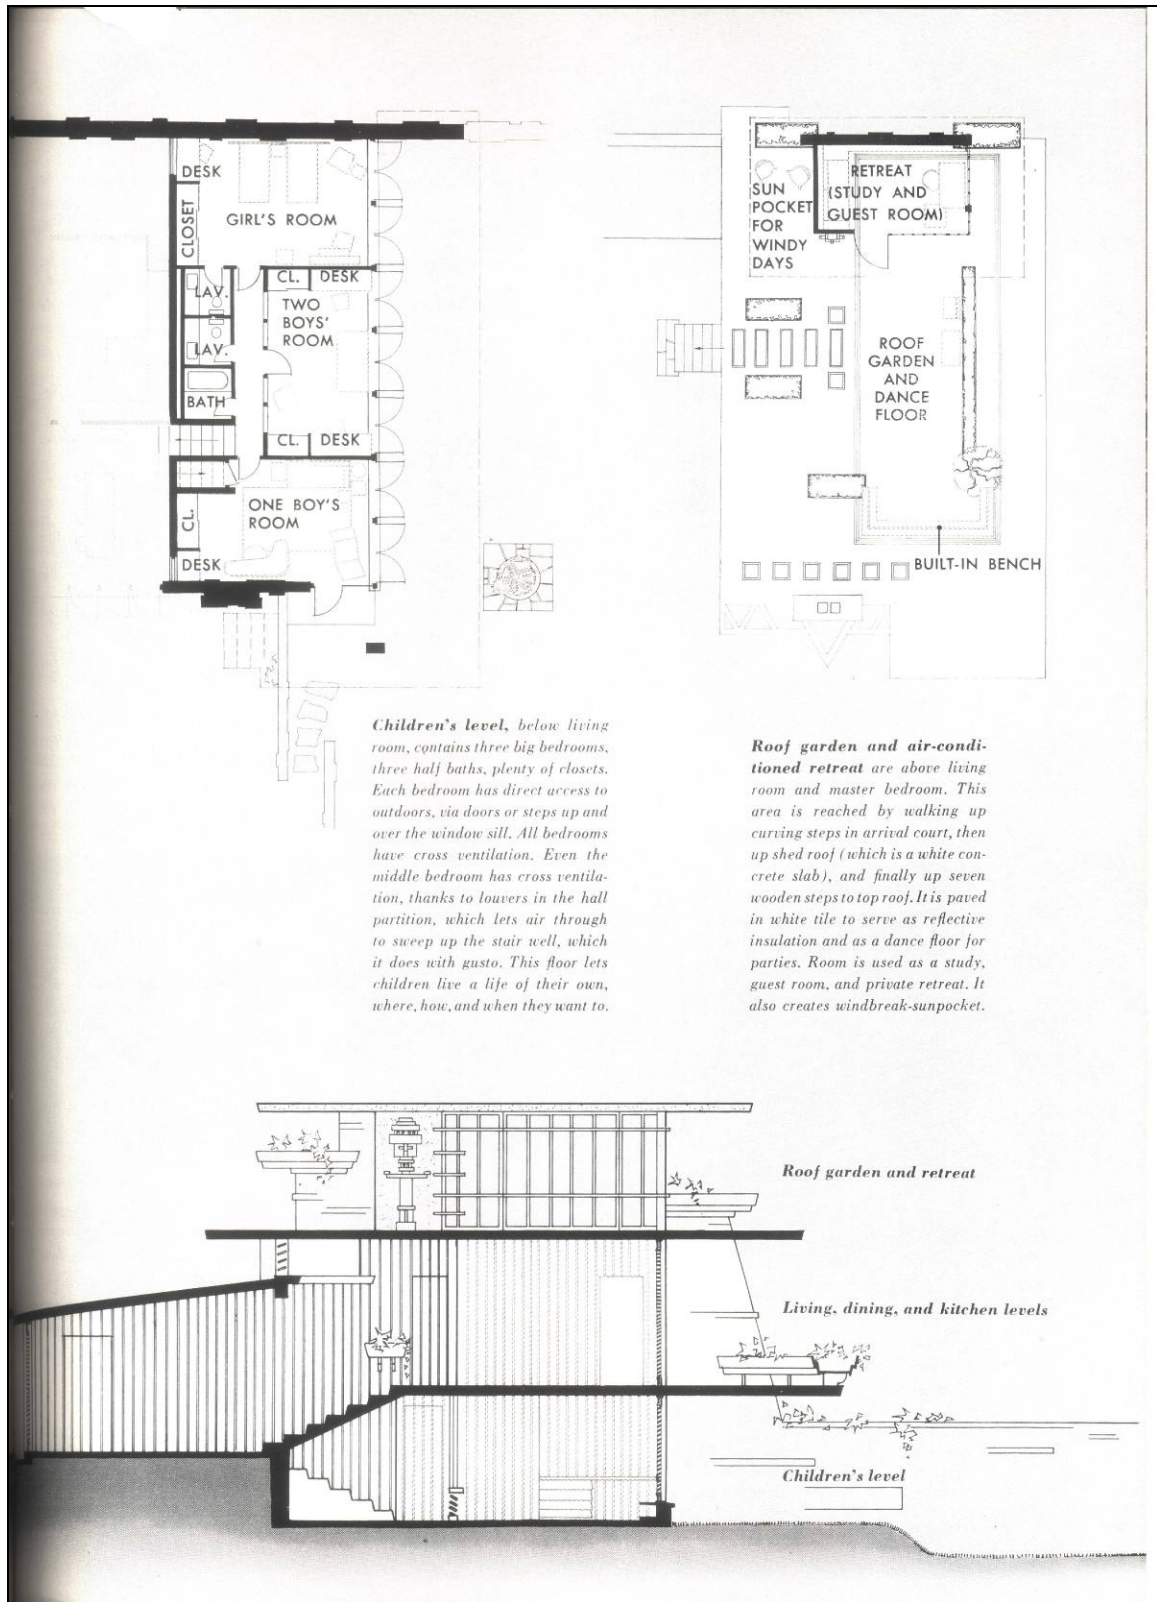 DESK
GIRL'S ROOM
CLOSET
CL. DESK
LAV.
TWO
BOYS'
ROOM
LAV.
BATH
CL. DESK
ONE BOY'S
ROOM
CL.
DESK
RETREAT
(STUDY AND
GUEST ROOM)
SUN
POCKET
FOR
WINDY
DAYS
ROOF
GARDEN
AND
DANCE
FLOOR
BUILT-IN BENCH
Children's level, below living
room, contains three big bedrooms,
three half baths, plenty of closets.
Each bedroom has direct access to
outdoors, via doors or steps up and
over the window sill. All bedrooms
have cross ventilation. Even the
middle bedroom has cross ventila-
tion, thanks to louvers in the hall
partition, which lets air through
to sweep up the stair well, which
it does with gusto. This floor lets
children live a life of their own,
where, how, and when they want to.
Roof garden and air-condi-
tioned retreat are above living
room and master bedroom. This
area is reached by walking up
curving steps in arrival court, then
up shed roof (which is a white con-
crete slab), and finally up seven
wooden steps to top roof. It is paved
in white tile to serve as reflective
insulation and as a dance floor for
parties. Room is used as a study,
guest room, and private retreat. It
also creates windbreak-sunpocket.
Roof garden and retreat
Living, dining, and kitchen levels
Children's level